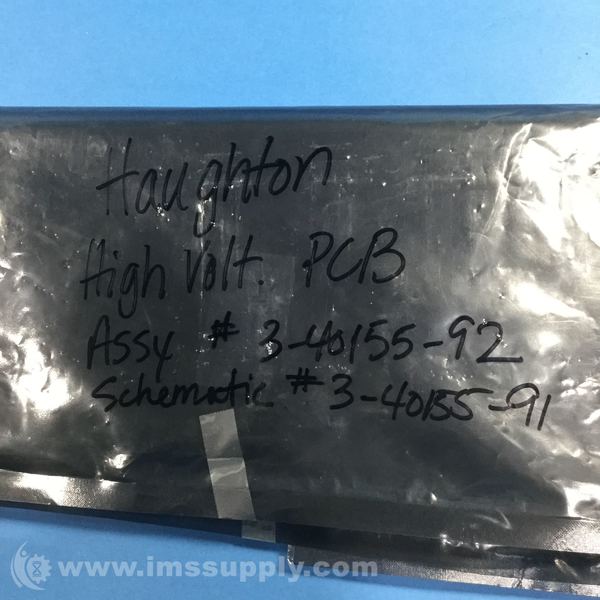 Haughton
High Volt. PCB
Assy # 3-40155-92
Schematic # 3-40155-91
www.imssupply.com